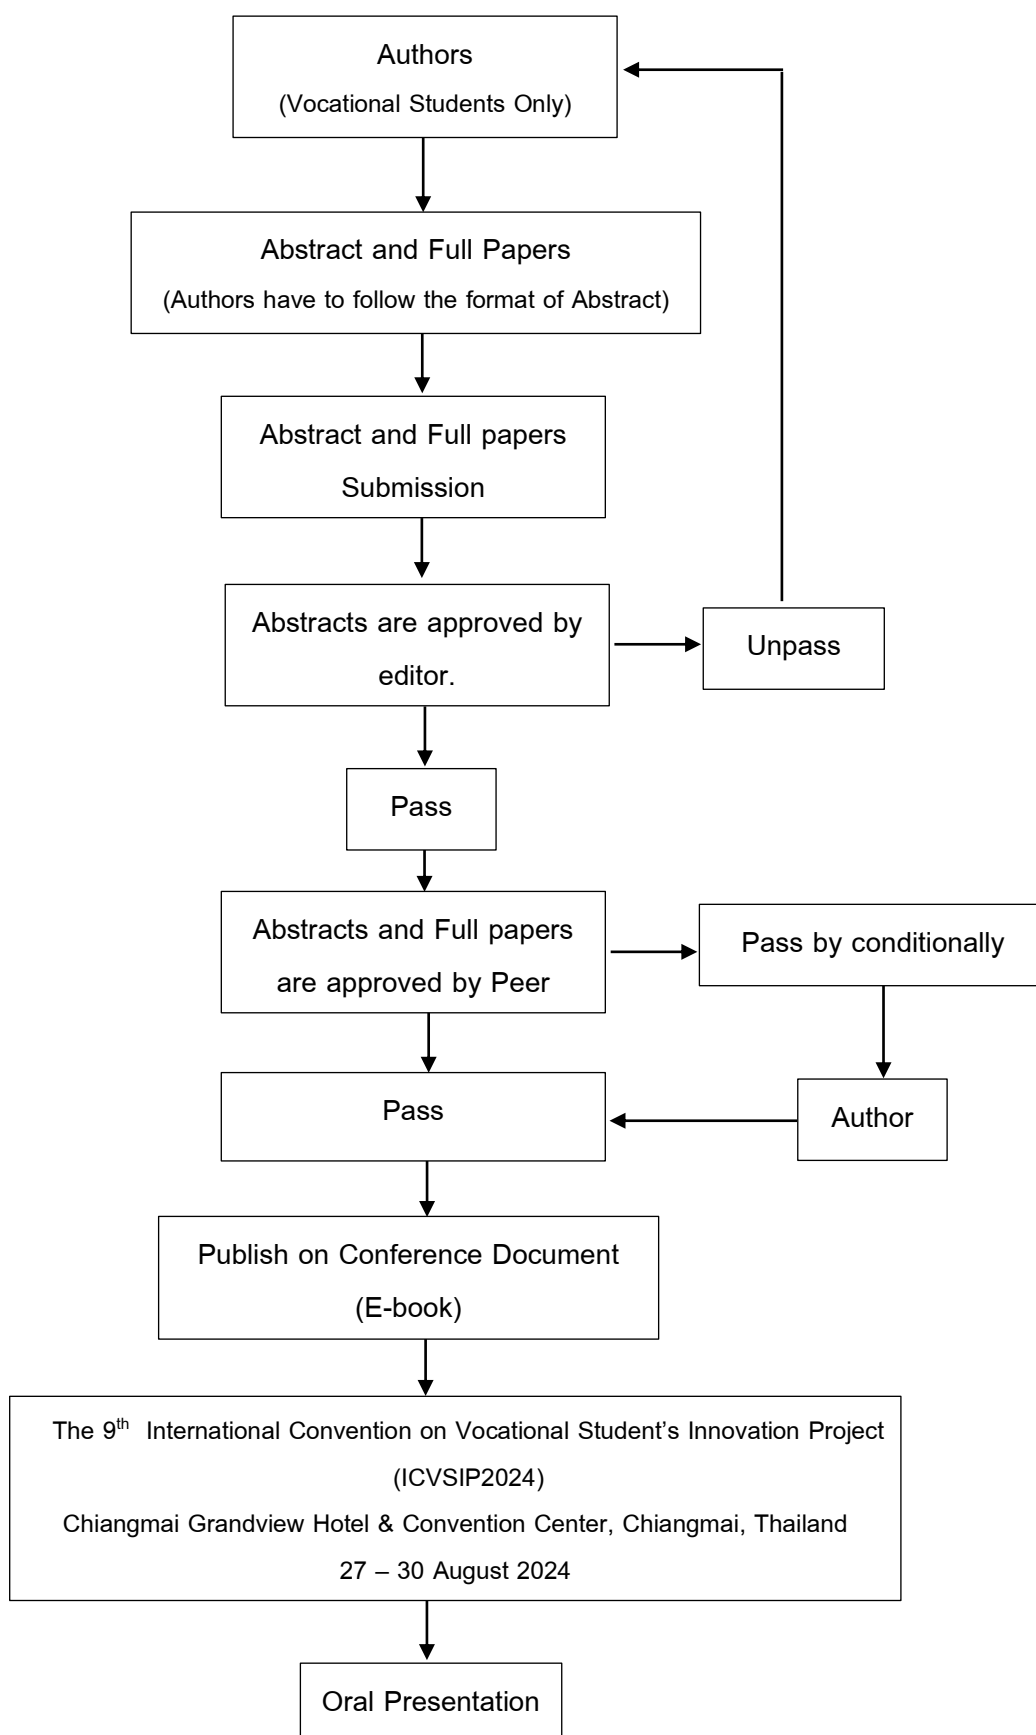 Authors
(Vocational Students Only)
Abstract and Full Papers
(Authors have to follow the format of Abstract)
Abstract and Full papers
Submission
Abstracts are approved by
editor.
Unpass
Pass
Abstracts and Full papers
are approved by Peer
Pass by conditionally
Pass
Author
Publish on Conference Document
(E-book)
The 9th International Convention on Vocational Student’s Innovation Project
(ICVSIP2024)
Chiangmai Grandview Hotel & Convention Center, Chiangmai, Thailand
27 – 30 August 2024
Oral Presentation